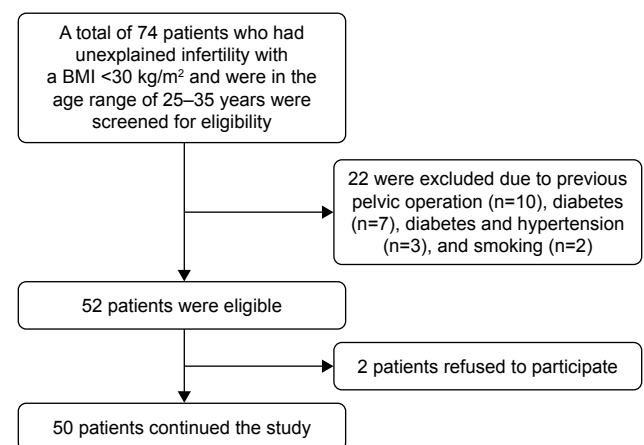 A total of 74 patients who had
unexplained infertility with
a BMI <30 kg/m² and were in the
age range of 25–35 years were
screened for eligibility
22 were excluded due to previous
pelvic operation (n=10), diabetes
(n=7), diabetes and hypertension
(n=3), and smoking (n=2)
52 patients were eligible
2 patients refused to participate
50 patients continued the study